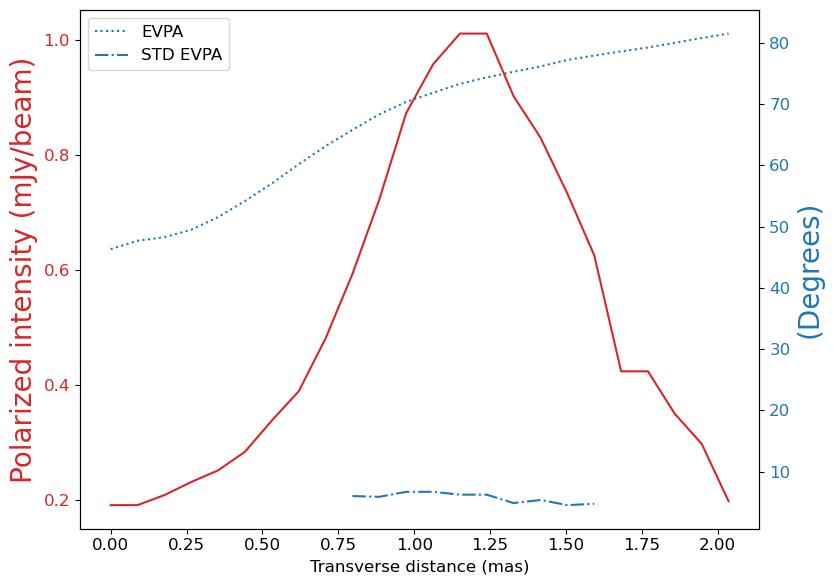 EVPA
STD EVPA
Polarized intensity (mJy/beam)
1.0
0.8
0.6
0.4
0.2
80
70
60
50
40
30
20
10
(Degrees)
0.00 0.25 0.50 0.75 1.00 1.25 1.50 1.75 2.00
Transverse distance (mas)